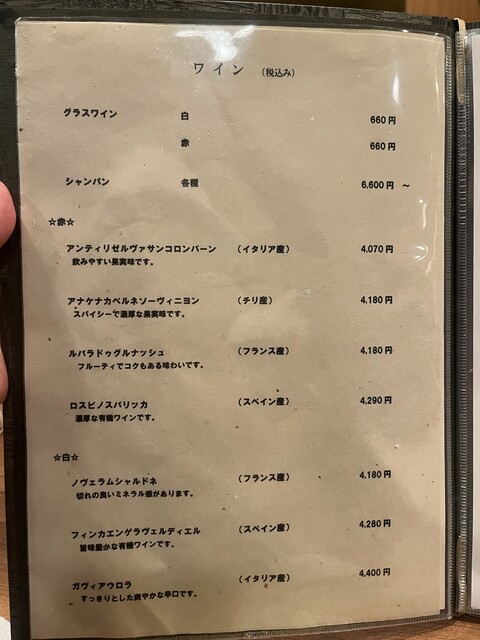 ワイン （税込み）
グラスワイン 白 660円
赤 660円
シャンパン 各種 6,600円 ～
☆赤☆
アンティリゼルヴァサンコロンバーン （イタリア産） 4,070円
飲みやすい果実味です。
アナケナカベルネソーヴィニヨン （チリ産） 4,180円
スパイシーで濃厚な果実味です。
ルパラドゥグルナッシュ （フランス産） 4,180円
フルーティでコクもある味わいです。
ロスピノスバリッカ （スペイン産） 4,290円
濃厚な有機ワインです。
☆白☆
ノヴェラムシャルドネ （フランス産） 4,180円
切れの良いミネラル感があります。
フィンカエンゲラヴェルディエル （スペイン産） 4,280円
旨味豊かな有機ワインです。
ガヴィアウロラ （イタリア産） 4,400円
すっきりとした爽やかな辛口です。